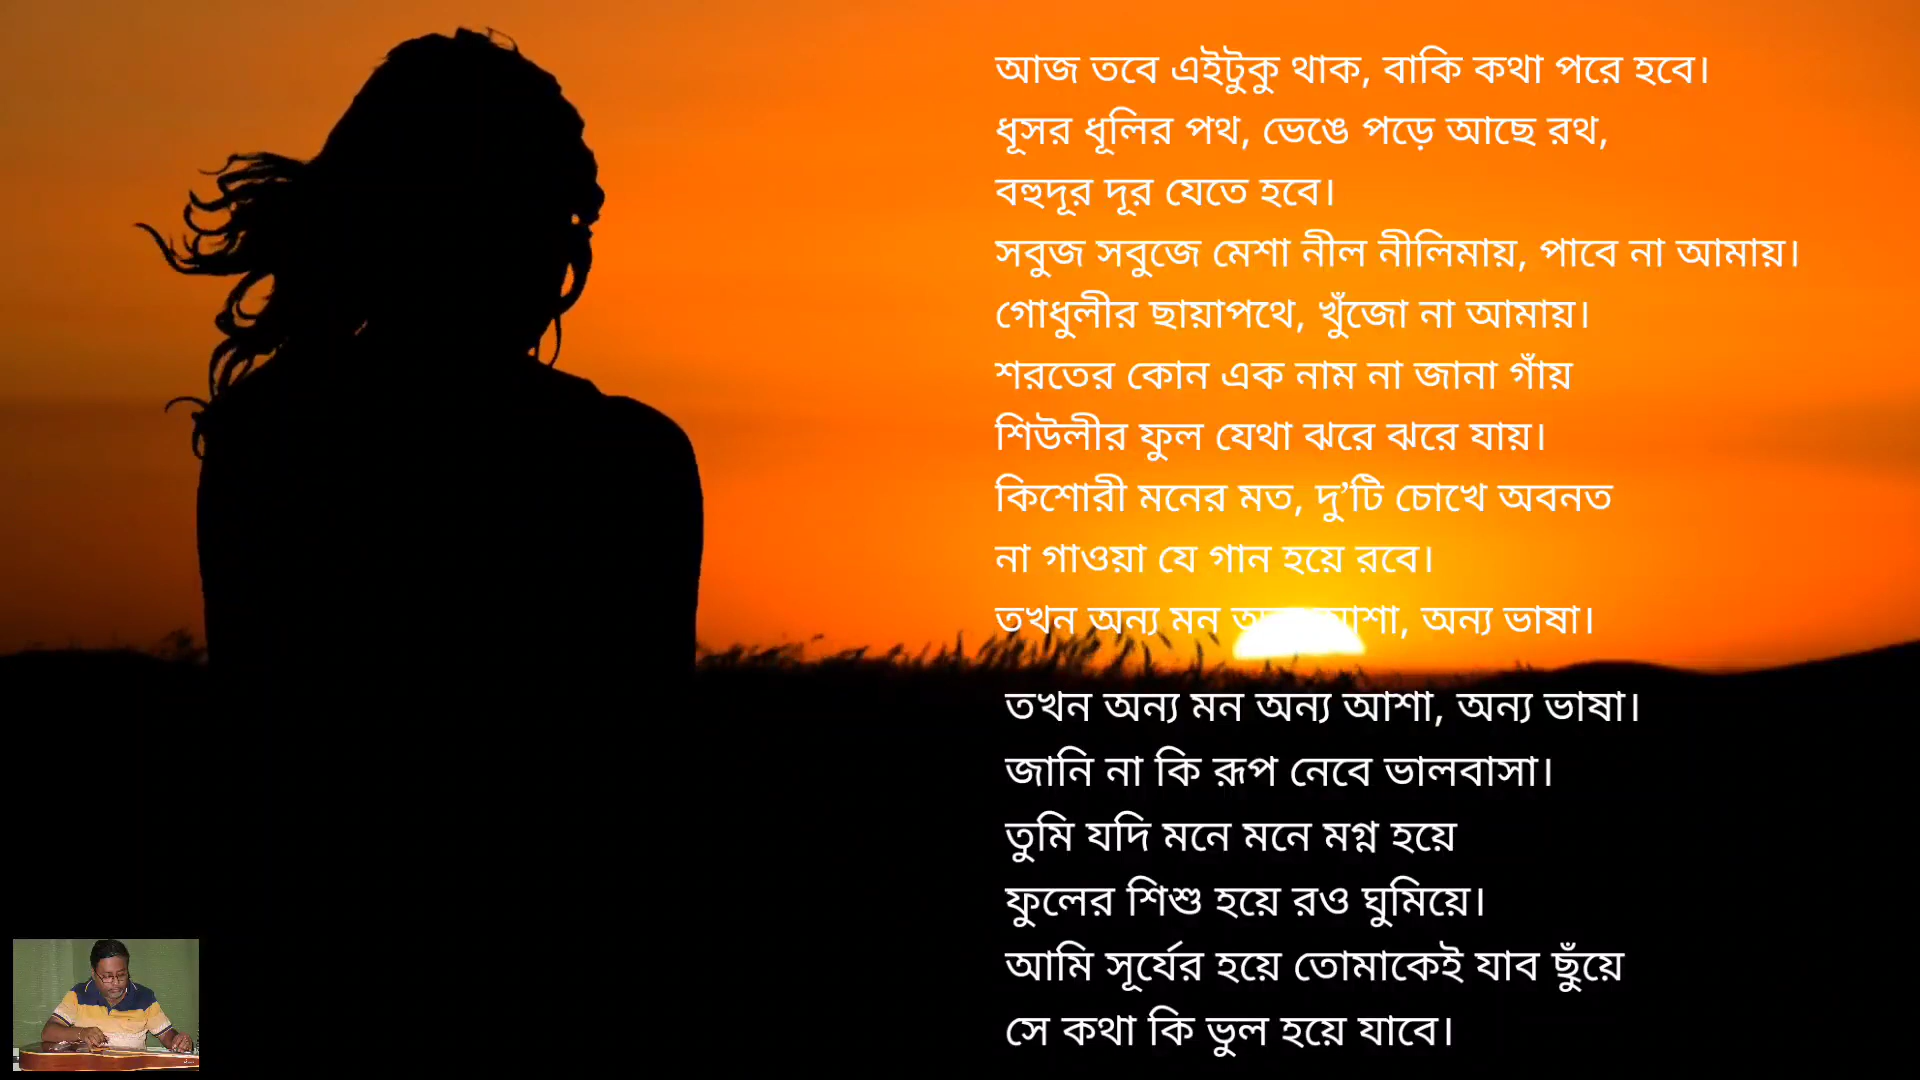 আজ তবে এইটুকু থাক, বাকি কথা পরে হবে।
ধূসর ধূলির পথ, ভেঙে পড়ে আছে রথ,
বহুদূর দূর যেতে হবে।
সবুজ সবুজে মেশা নীল নীলিমায়, পাবে না আমায়।
গোধুলীর ছায়াপথে, খুঁজো না আমায়।
শরতের কোন এক নাম না জানা গাঁয়
শিউলীর ফুল যেথা ঝরে ঝরে যায়।
কিশোরী মনের মত, দু’টি চোখে অবনত
না গাওয়া যে গান হয়ে রবে।
তখন অন্য মন আশা, অন্য ভাষা।
তখন অন্য মন অন্য আশা, অন্য ভাষা।
জানি না কি রূপ নেবে ভালবাসা।
তুমি যদি মনে মনে মগ্ন হয়ে
ফুলের শিশু হয়ে রও ঘুমিয়ে।
আমি সূর্যের হয়ে তোমাকেই যাব ছুঁয়ে
সে কথা কি ভুল হয়ে যাবে।